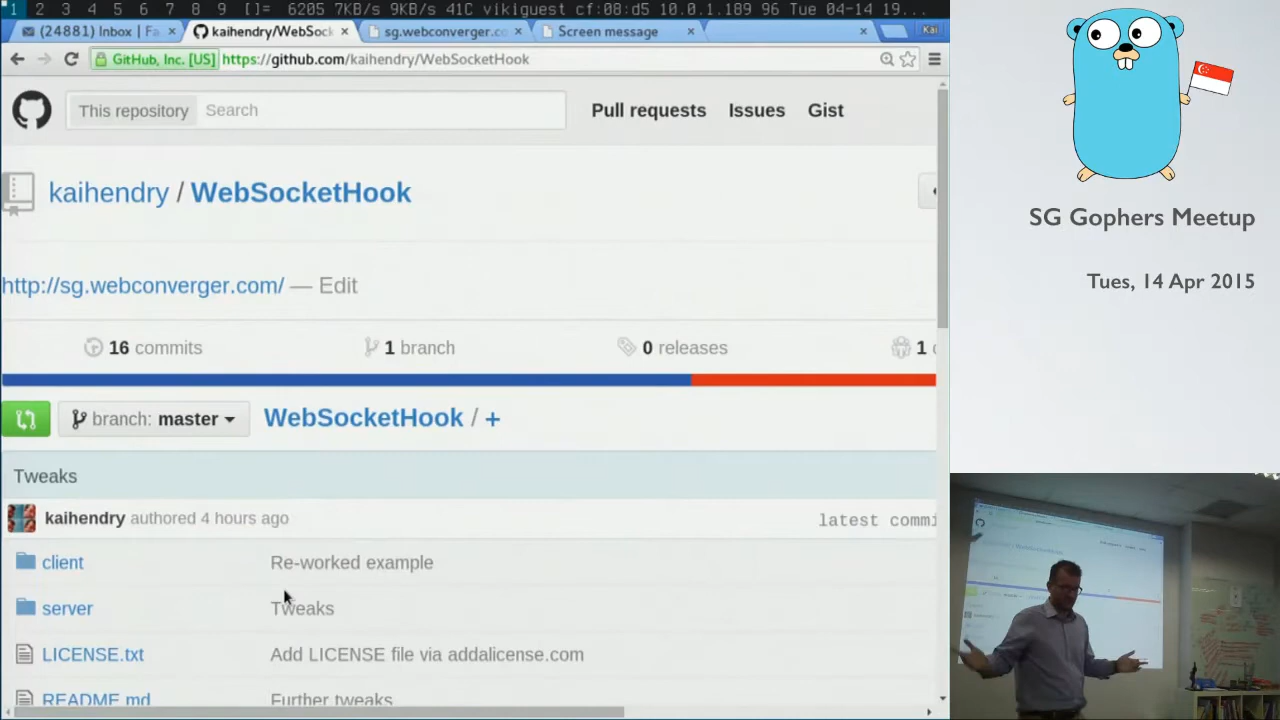 1 2 3 4 5 6 7 8 9 []= 6205 7KB/s 9KB/s 41C vikiguest cf:08:d5 10.0.1.189 96 Tue 04-14 19...
(24881) Inbox | Fa
kaihendry/WebSock
sg.webconverger.co
Screen message
Kai
GitHub, Inc. [US] https://github.com/kaihendry/WebSocketHook
This repository Search
Pull requests Issues Gist
kaihendry / WebSocketHook
http://sg.webconverger.com/ — Edit
16 commits 1 branch 0 releases 1 c
branch: master WebSocketHook / +
Tweaks
kaihendry authored 4 hours ago latest commi
client Re-worked example
server Tweaks
LICENSE.txt Add LICENSE file via addalicense.com
README.md Further tweaks
SG Gophers Meetup
Tues, 14 Apr 2015